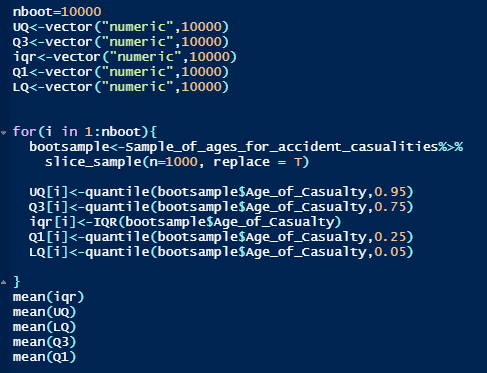 nboot=10000
UQ<-vector("numeric",10000)
Q3<-vector("numeric",10000)
iqr<-vector("numeric",10000)
Q1<-vector("numeric",10000)
LQ<-vector("numeric",10000)
for(i in 1:nboot){
bootsample<-Sample_of_ages_for_accident_casualities%>%
slice_sample(n=1000, replace = T)
UQ[i]<-quantile(bootsample$Age_of_Casualty,0.95)
Q3[i]<-quantile(bootsample$Age_of_Casualty,0.75)
iqr[i]<-IQR(bootsample$Age_of_Casualty)
Q1[i]<-quantile(bootsample$Age_of_Casualty,0.25)
LQ[i]<-quantile(bootsample$Age_of_Casualty,0.05)
}
mean(iqr)
mean(UQ)
mean(LQ)
mean(Q3)
mean(Q1)